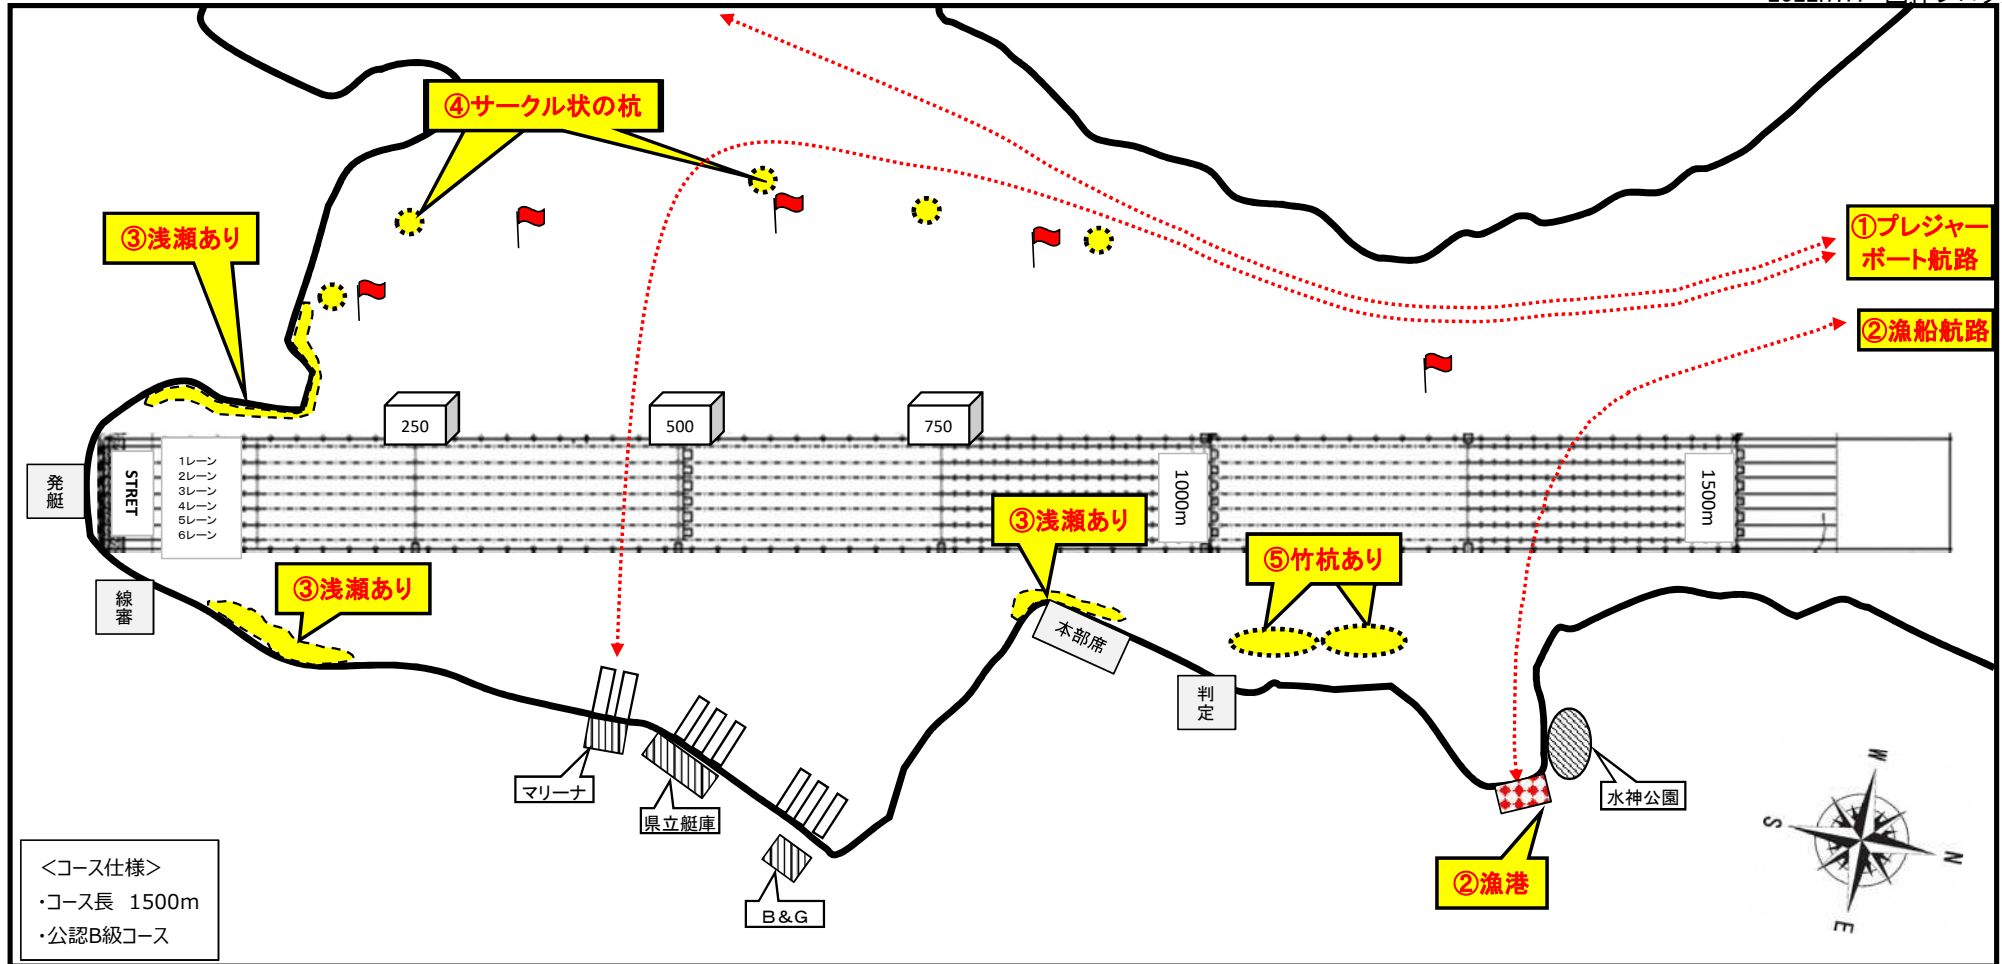 ④サークル状の杭
③浅瀬あり
①プレジャー
ボート航路
②漁船航路
250
500
750
発艇
STRET
1レーン
2レーン
3レーン
4レーン
5レーン
6レーン
1000m
1500m
③浅瀬あり
⑤竹杭あり
③浅瀬あり
線審
本部席
判定
マリーナ
県立艇庫
水神公園
B&G
②漁港
W
S
N
E
<コース仕様>
・コース長 1500m
・公認B級コース